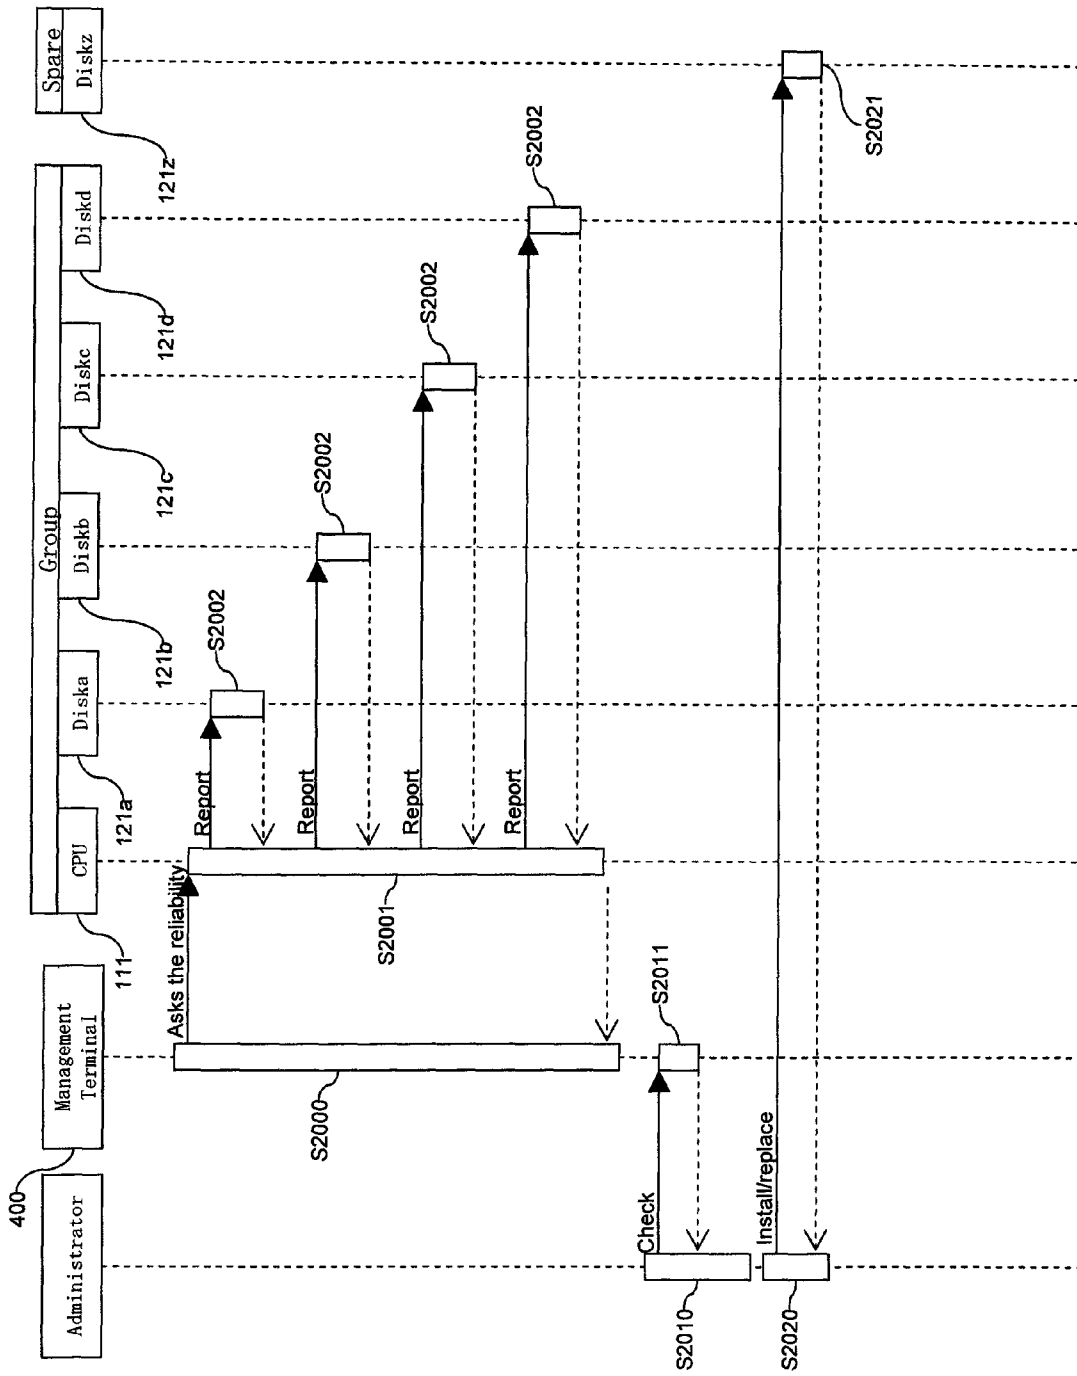 Administrator
400
Management
Terminal
Group
CPU
111
Diska
121a
Diskb
121b
Diskc
121c
Diskd
121d
Spare
Diskz
121z
Asks the reliability
Report
S2002
Report
S2002
Report
S2002
Report
S2002
S2001
S2000
Check
S2011
S2010
Install/replace
S2021
S2020